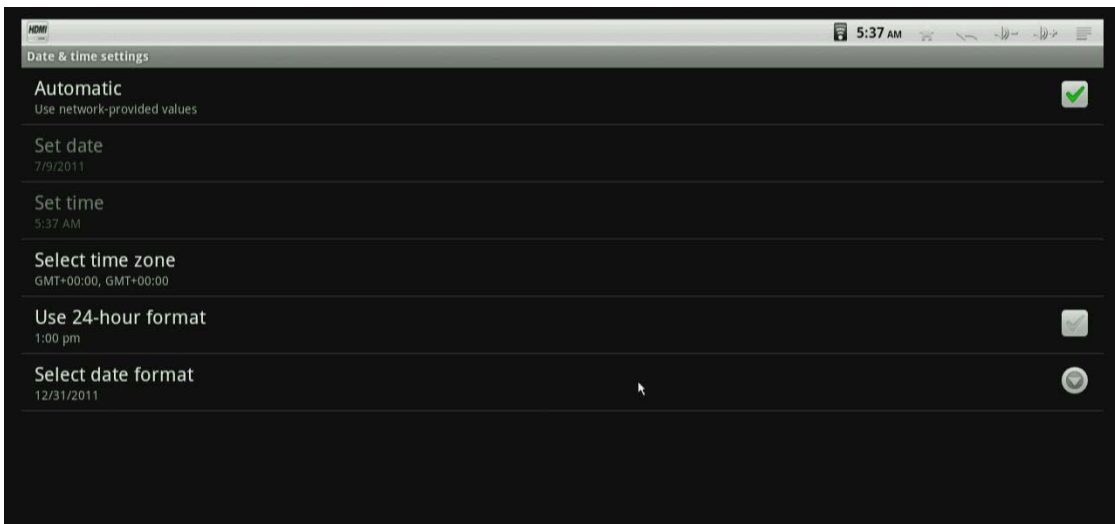 HDMI
5:37 AM
Date & time settings
Automatic
Use network-provided values
Set date
7/9/2011
Set time
5:37 AM
Select time zone
GMT+00:00, GMT+00:00
Use 24-hour format
1:00 pm
Select date format
12/31/2011